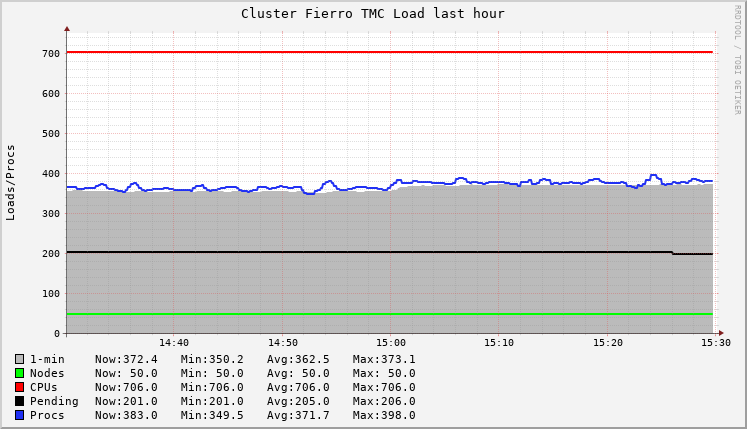 Cluster Fierro TMC Load last hour
RRDTOOL / TOBI OETIKER
Loads/Procs
700
600
500
400
300
200
100
0
14:40 14:50 15:00 15:10 15:20 15:30
1-min Now:372.4 Min:350.2 Avg:362.5 Max:373.1
Nodes Now: 50.0 Min: 50.0 Avg: 50.0 Max: 50.0
CPUs Now:706.0 Min:706.0 Avg:706.0 Max:706.0
Pending Now:201.0 Min:201.0 Avg:205.0 Max:206.0
Procs Now:383.0 Min:349.5 Avg:371.7 Max:398.0